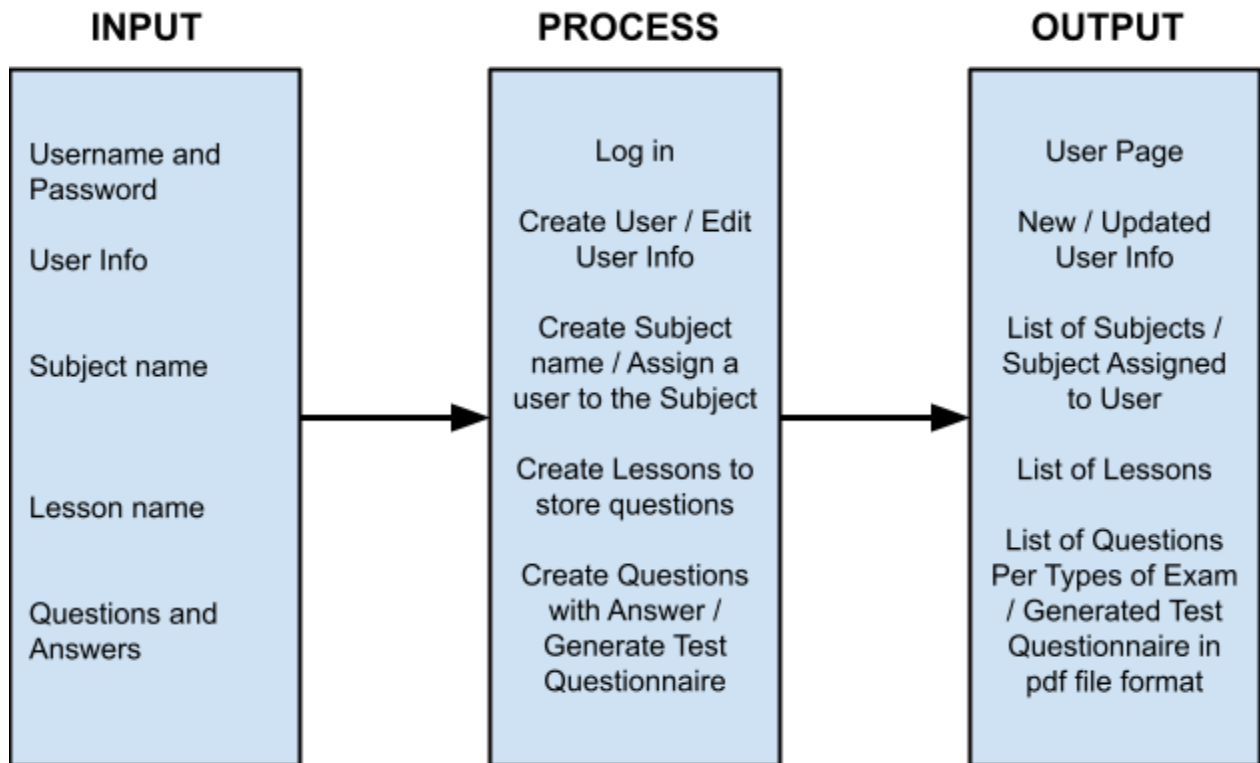 INPUT
Username and
Password
User Info
Subject name
Lesson name
Questions and
Answers
PROCESS
Log in
Create User / Edit
User Info
Create Subject
name / Assign a
user to the Subject
Create Lessons to
store questions
Create Questions
with Answer /
Generate Test
Questionnaire
OUTPUT
User Page
New / Updated
User Info
List of Subjects /
Subject Assigned
to User
List of Lessons
List of Questions
Per Types of Exam
/ Generated Test
Questionnaire in
pdf file format